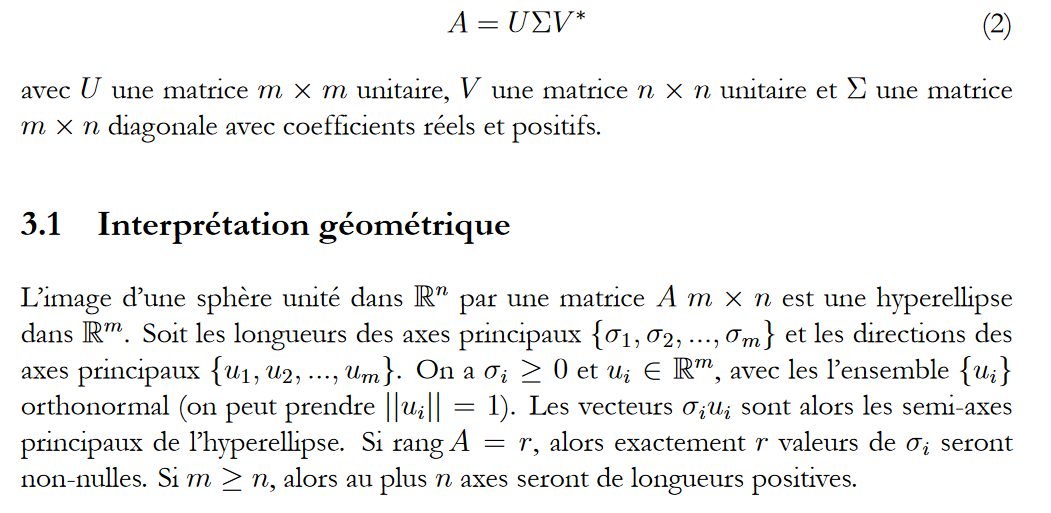 A = UΣV* (2)
avec U une matrice m × m unitaire, V une matrice n × n unitaire et Σ une matrice
m × n diagonale avec coefficients réels et positifs.
3.1 Interprétation géométrique
L'image d'une sphère unité dans ℝⁿ par une matrice A m × n est une hyperellipse
dans ℝᵐ. Soit les longueurs des axes principaux {σ₁, σ₂, ..., σₘ} et les directions des
axes principaux {u₁, u₂, ..., uₘ}. On a σᵢ ≥ 0 et uᵢ ∈ ℝᵐ, avec les l'ensemble {uᵢ}
orthonormal (on peut prendre ||uᵢ|| = 1). Les vecteurs σᵢuᵢ sont alors les semi-axes
principaux de l'hyperellipse. Si rang A = r, alors exactement r valeurs de σᵢ seront
non-nulles. Si m ≥ n, alors au plus n axes seront de longueurs positives.